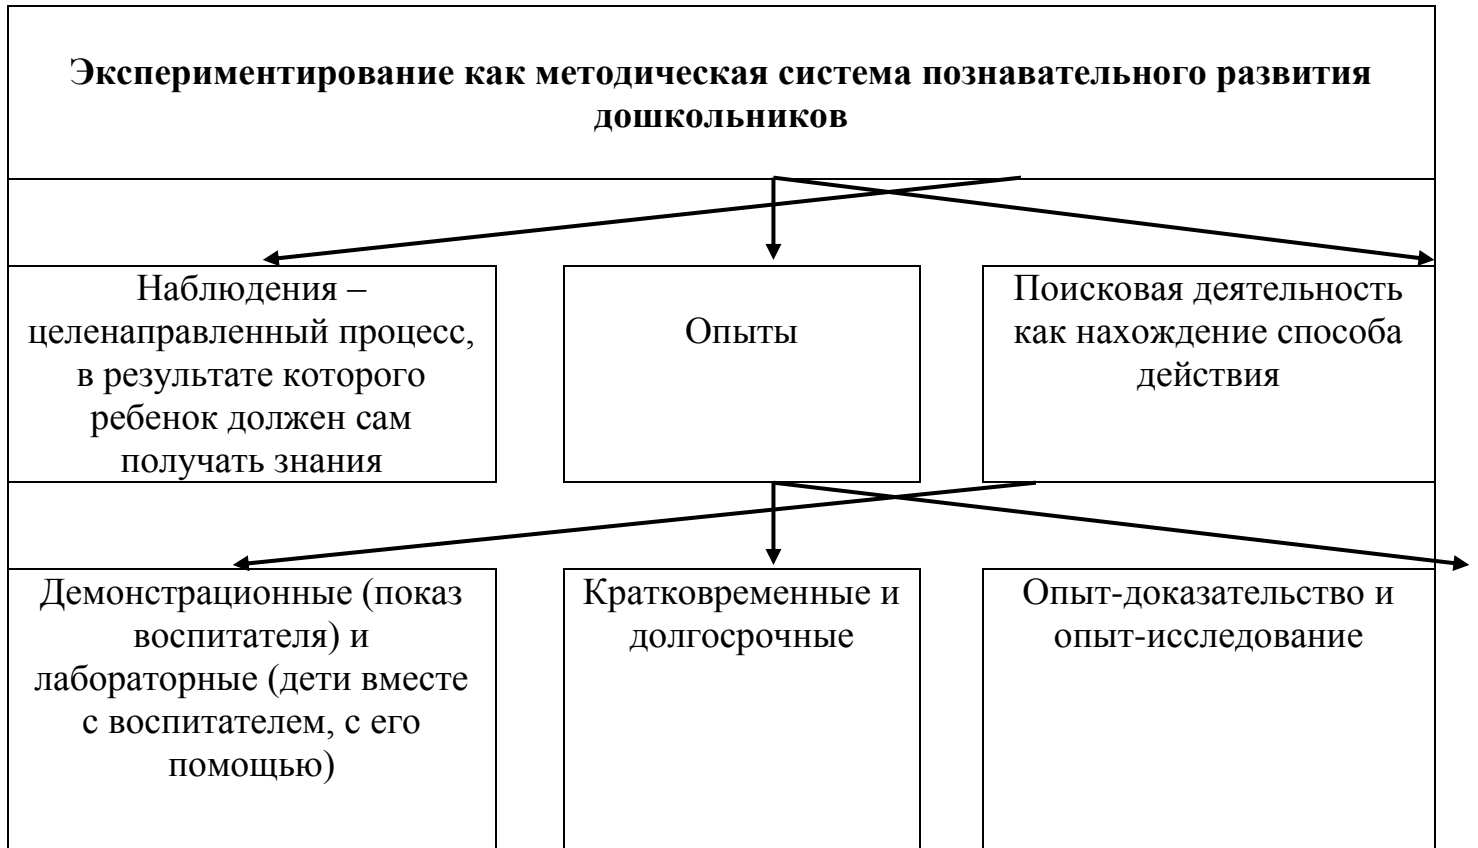 Экспериментирование как методическая система познавательного развития
дошкольников
Наблюдения –
целенаправленный процесс,
в результате которого
ребенок должен сам
получать знания
Опыты
Поисковая деятельность
как нахождение способа
действия
Демонстрационные (показ
воспитателя) и
лабораторные (дети вместе
с воспитателем, с его
помощью)
Кратковременные и
долгосрочные
Опыт-доказательство и
опыт-исследование